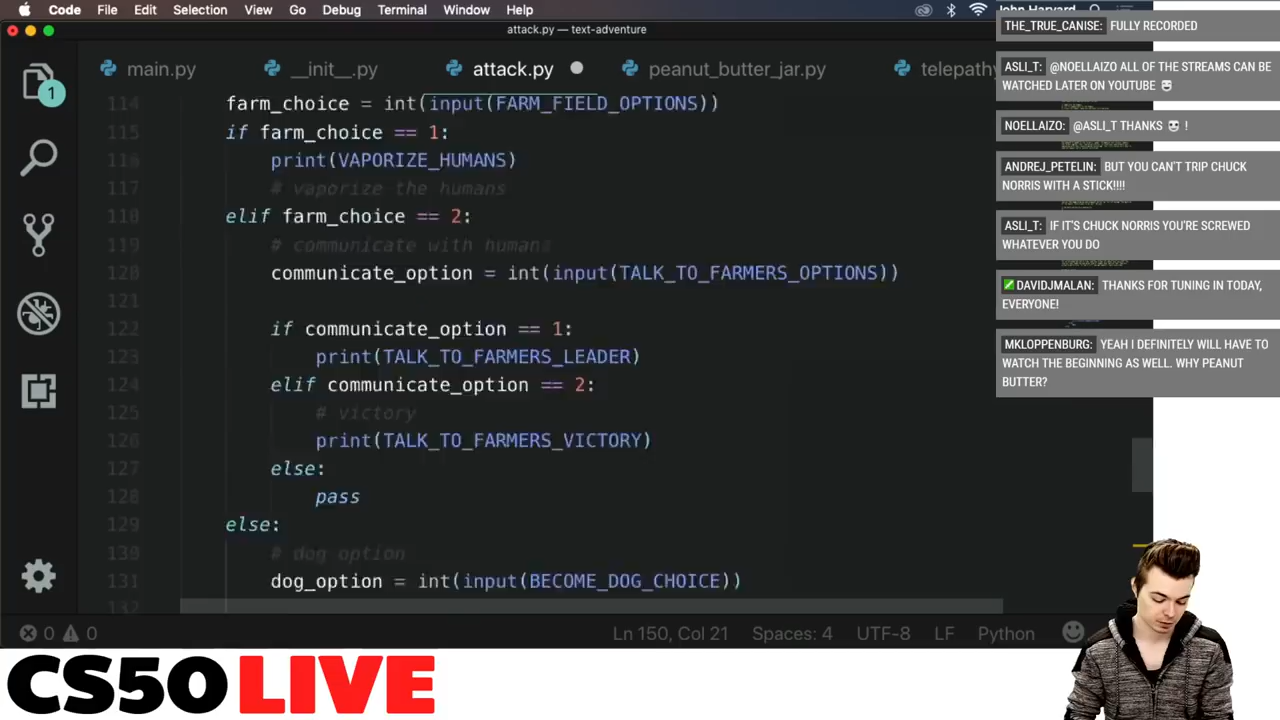 Code File Edit Selection View Go Debug Terminal Window Help
attack.py — text-adventure
main.py __init__.py attack.py peanut_butter_jar.py telepathy
1
114 farm_choice = int(input(FARM_FIELD_OPTIONS))
115 if farm_choice == 1:
116 print(VAPORIZE_HUMANS)
117 # vaporize the humans
118 elif farm_choice == 2:
119 # communicate with humans
120 communicate_option = int(input(TALK_TO_FARMERS_OPTIONS))
121
122 if communicate_option == 1:
123 print(TALK_TO_FARMERS_LEADER)
124 elif communicate_option == 2:
125 # victory
126 print(TALK_TO_FARMERS_VICTORY)
127 else:
128 pass
129 else:
130 # dog option
131 dog_option = int(input(BECOME_DOG_CHOICE))
132
0 0 Ln 150, Col 21 Spaces: 4 UTF-8 LF Python
John Harvard
THE_TRUE_CANISE: FULLY RECORDED
ASLI_T: @NOELLAIZO ALL OF THE STREAMS CAN BE
WATCHED LATER ON YOUTUBE
NOELLAIZO: @ASLI_T THANKS !
ANDREJ_PETELIN: BUT YOU CAN'T TRIP CHUCK
NORRIS WITH A STICK!!!!
ASLI_T: IF IT'S CHUCK NORRIS YOU'RE SCREWED
WHATEVER YOU DO
DAVIDJMALAN: THANKS FOR TUNING IN TODAY,
EVERYONE!
MKLOPPENBURG: YEAH I DEFINITELY WILL HAVE TO
WATCH THE BEGINNING AS WELL. WHY PEANUT
BUTTER?
CS50 LIVE